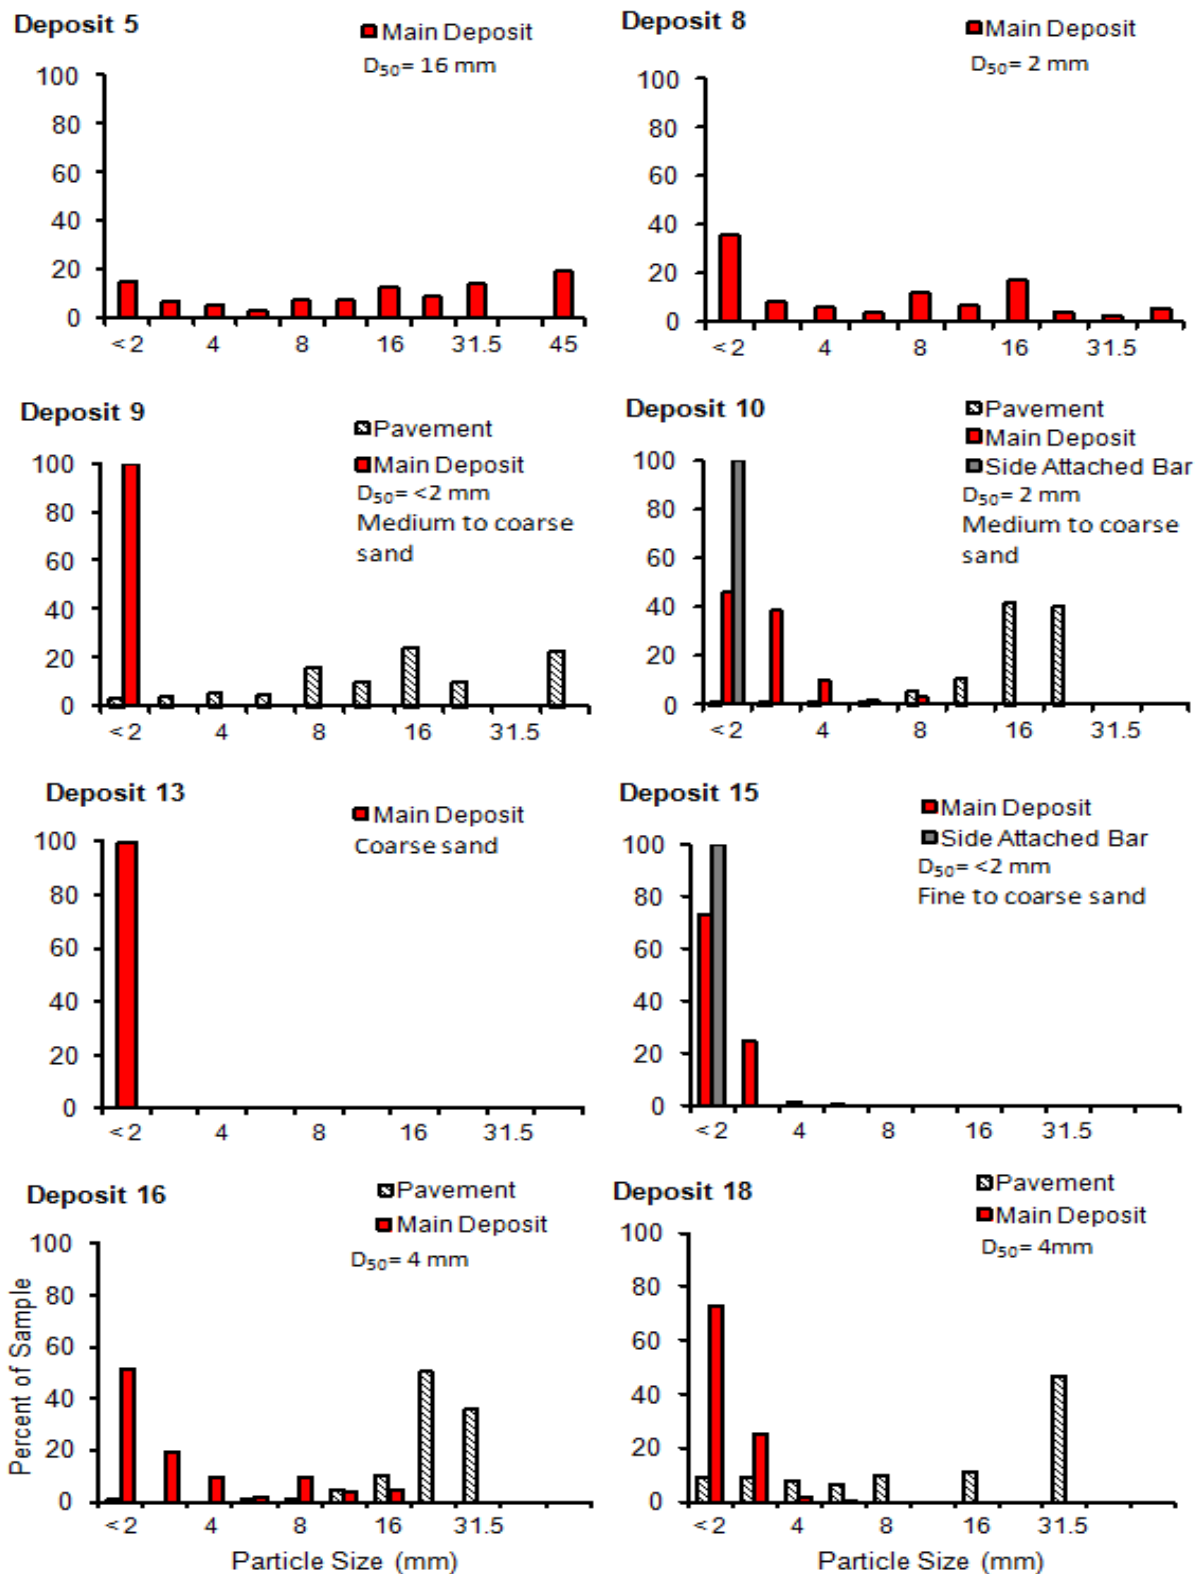 Deposit 5
Main Deposit
D₅₀= 16 mm
100
80
60
40
20
0
<2 4 8 16 31.5 45
Deposit 8
Main Deposit
D₅₀= 2 mm
100
80
60
40
20
0
<2 4 8 16 31.5
Deposit 9
Pavement
Main Deposit
D₅₀= <2 mm
Medium to coarse
sand
100
80
60
40
20
0
<2 4 8 16 31.5
Deposit 10
Pavement
Main Deposit
Side Attached Bar
D₅₀= 2 mm
Medium to coarse
sand
100
80
60
40
20
0
<2 4 8 16 31.5
Deposit 13
Main Deposit
Coarse sand
100
80
60
40
20
0
<2 4 8 16 31.5
Deposit 15
Main Deposit
Side Attached Bar
D₅₀= <2 mm
Fine to coarse sand
100
80
60
40
20
0
<2 4 8 16 31.5
Deposit 16
Pavement
Main Deposit
D₅₀= 4 mm
Percent of Sample
100
80
60
40
20
0
<2 4 8 16 31.5
Particle Size (mm)
Deposit 18
Pavement
Main Deposit
D₅₀= 4mm
100
80
60
40
20
0
<2 4 8 16 31.5
Particle Size (mm)